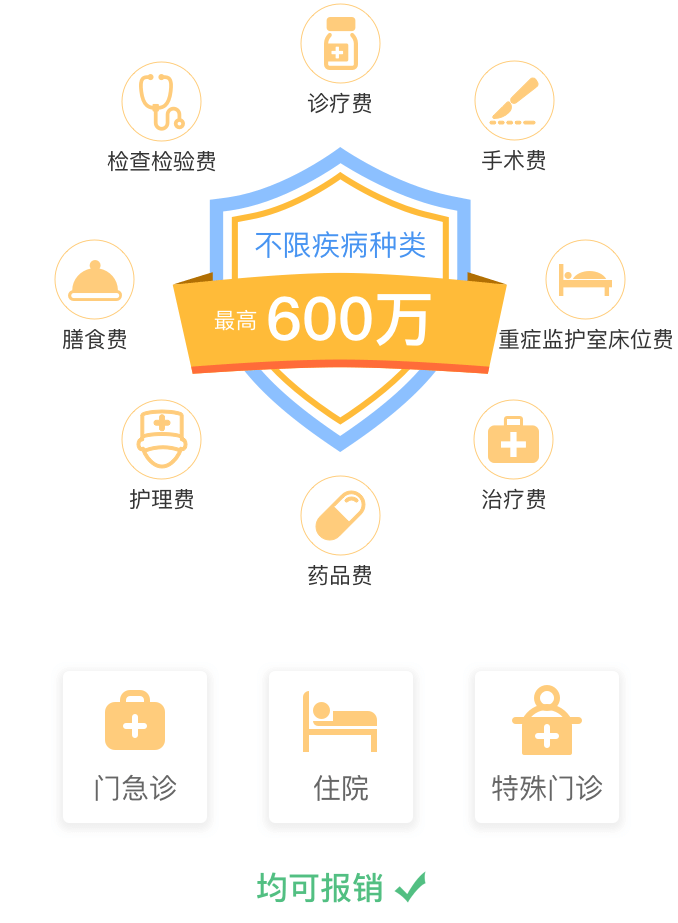 诊疗费
检查检验费
手术费
不限疾病种类
最高 600万
膳食费
重症监护室床位费
护理费
治疗费
药品费
门急诊
住院
特殊门诊
均可报销